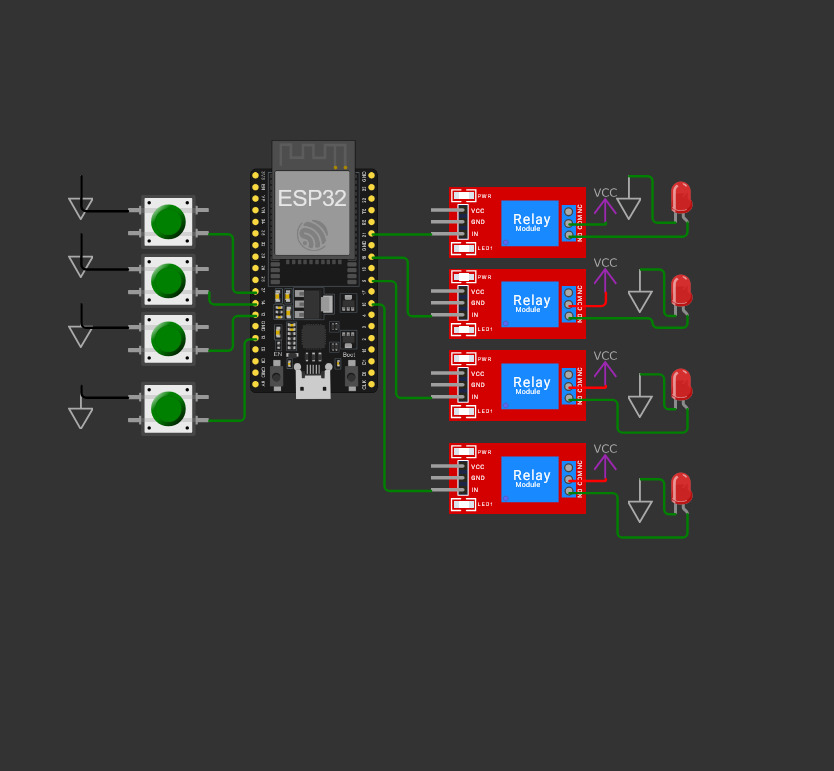 ESP32
EN
Boot
PWR
VCC
GND
IN
LED1
Relay
Module
NO COM NC
VCC
PWR
VCC
GND
IN
LED1
Relay
Module
NO COM NC
VCC
PWR
VCC
GND
IN
LED1
Relay
Module
NO COM NC
VCC
PWR
VCC
GND
IN
LED1
Relay
Module
NO COM NC
VCC